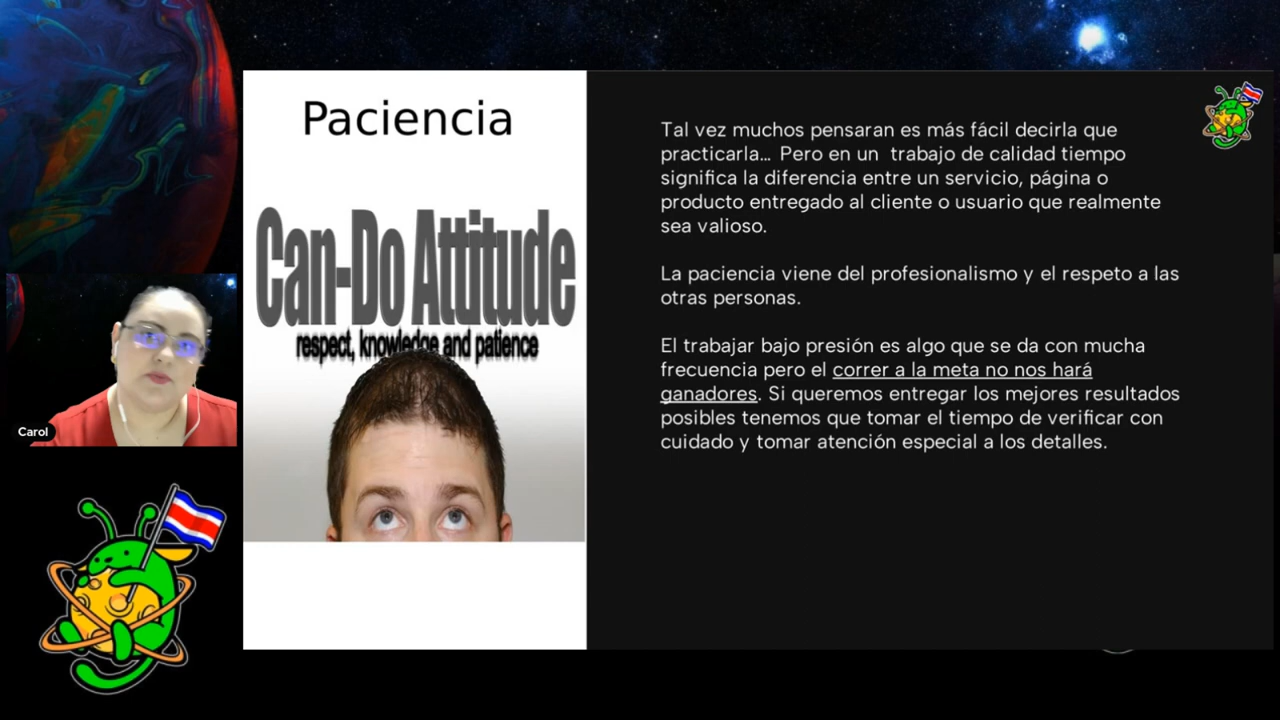 Paciencia
Can-Do Attitude
respect, knowledge and patience
Tal vez muchos pensaran es más fácil decirla que
practicarla... Pero en un trabajo de calidad tiempo
significa la diferencia entre un servicio, página o
producto entregado al cliente o usuario que realmente
sea valioso.
La paciencia viene del profesionalismo y el respeto a las
otras personas.
El trabajar bajo presión es algo que se da con mucha
frecuencia pero el correr a la meta no nos hará
ganadores. Si queremos entregar los mejores resultados
posibles tenemos que tomar el tiempo de verificar con
cuidado y tomar atención especial a los detalles.
Carol